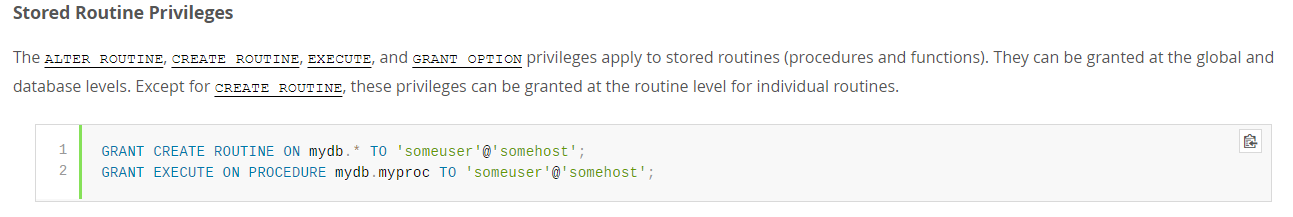 Stored Routine Privileges
The ALTER ROUTINE, CREATE ROUTINE, EXECUTE, and GRANT OPTION privileges apply to stored routines (procedures and functions). They can be granted at the global and
database levels. Except for CREATE ROUTINE, these privileges can be granted at the routine level for individual routines.
1 GRANT CREATE ROUTINE ON mydb.* TO 'someuser'@'somehost';
2 GRANT EXECUTE ON PROCEDURE mydb.myproc TO 'someuser'@'somehost';